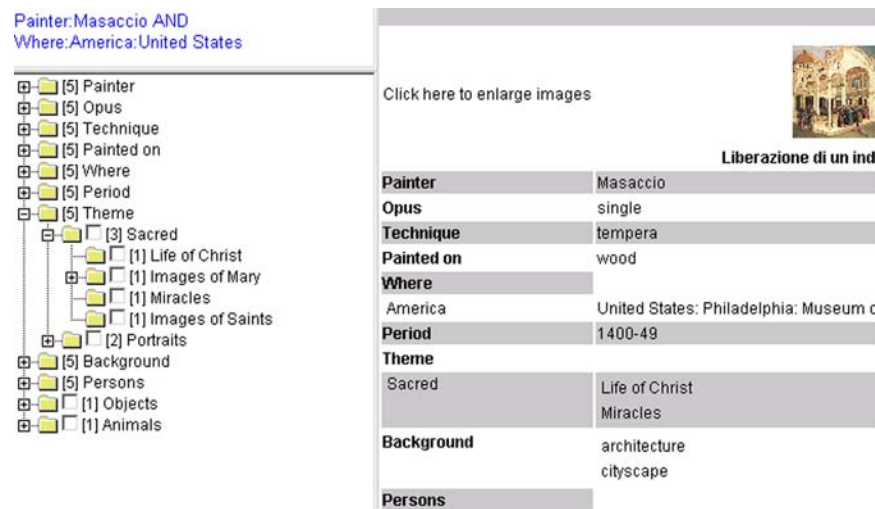 Painter:Masaccio AND
Where:America:United States
[5] Painter
[5] Opus
[5] Technique
[5] Painted on
[5] Where
[5] Period
[5] Theme
[3] Sacred
[1] Life of Christ
[1] Images of Mary
[1] Miracles
[1] Images of Saints
[2] Portraits
[5] Background
[5] Persons
[1] Objects
[1] Animals
Click here to enlarge images
Liberazione di un ind
Painter Masaccio
Opus single
Technique tempera
Painted on wood
Where
America United States: Philadelphia: Museum o
Period 1400-49
Theme
Sacred Life of Christ
Miracles
Background architecture
cityscape
Persons